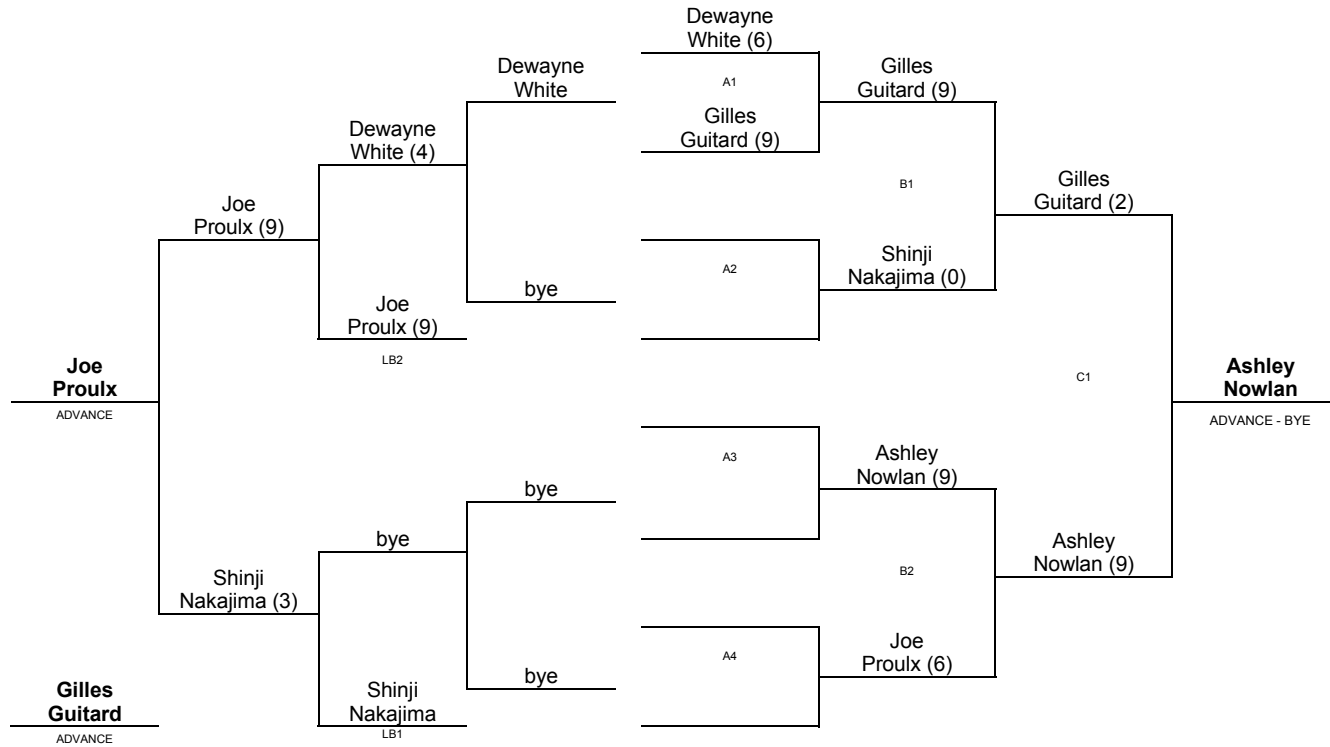 Dewayne
White (6)
Dewayne
White
A1
Gilles
Guitard (9)
Gilles
Guitard (9)
Dewayne
White (4)
B1
Gilles
Guitard (2)
Joe
Proulx (9)
A2
Shinji
Nakajima (0)
bye
Joe
Proulx (9)
LB2
Joe
Proulx
ADVANCE
C1
Ashley
Nowlan
ADVANCE - BYE
A3
Ashley
Nowlan (9)
bye
bye
Ashley
Nowlan (9)
B2
Shinji
Nakajima (3)
A4
Joe
Proulx (6)
bye
Gilles
Guitard
ADVANCE
Shinji
Nakajima
LB1